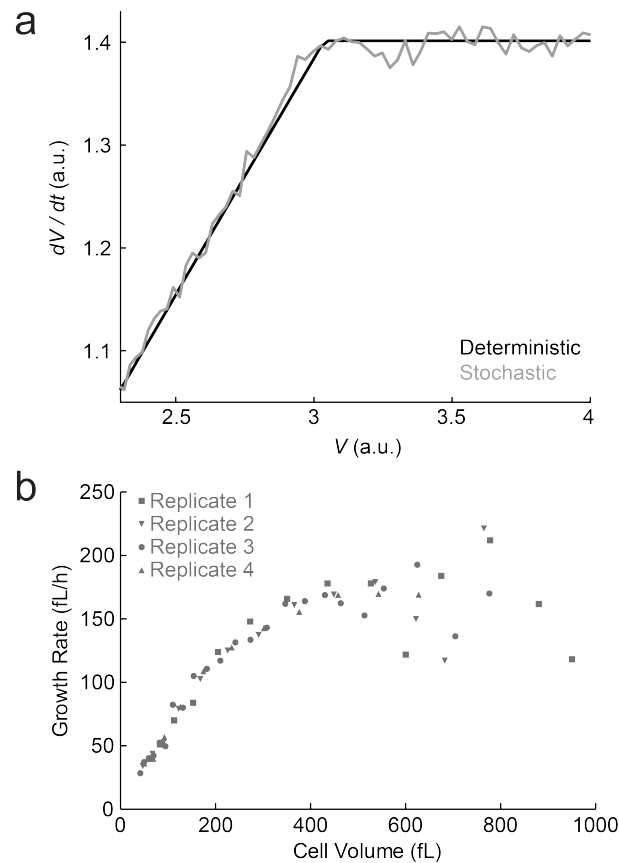 a
1.4
1.3
1.2
1.1
dV / dt (a.u.)
Deterministic
Stochastic
2.5 3 3.5 4
V (a.u.)
b
250
200
150
100
50
0
Growth Rate (fL/h)
Replicate 1
Replicate 2
Replicate 3
Replicate 4
0 200 400 600 800 1000
Cell Volume (fL)